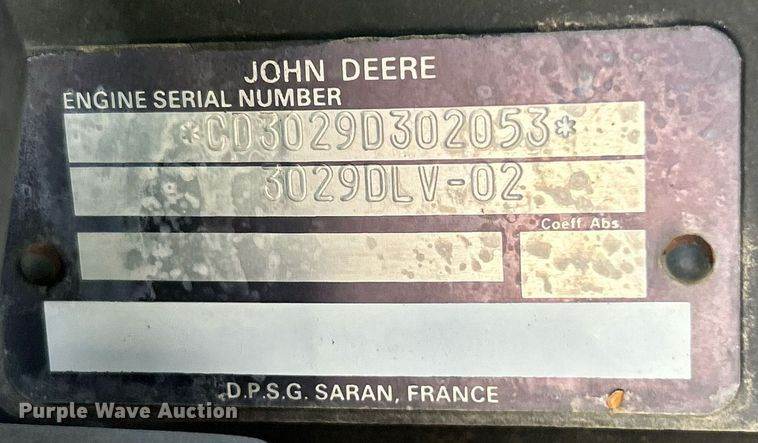 JOHN DEERE
ENGINE SERIAL NUMBER
*CD3029D302053*
3029DLV-02
Coeff. Abs.
D.P.S.G. SARAN, FRANCE
Purple Wave Auction